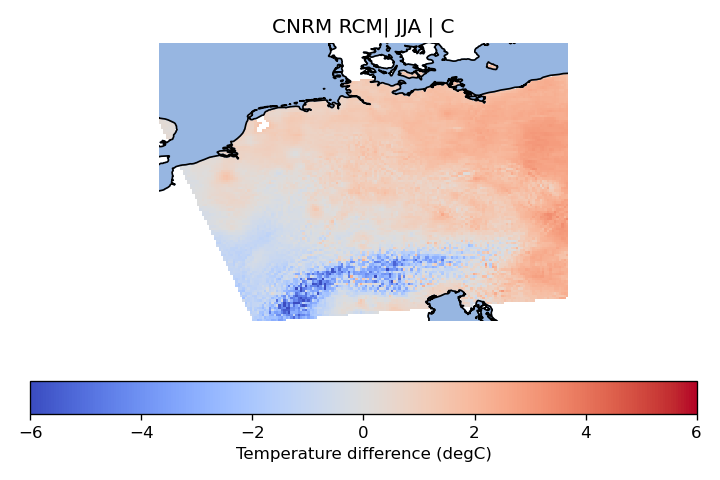 CNRM RCM| JJA | C
−6 −4 −2 0 2 4 6
Temperature difference (degC)